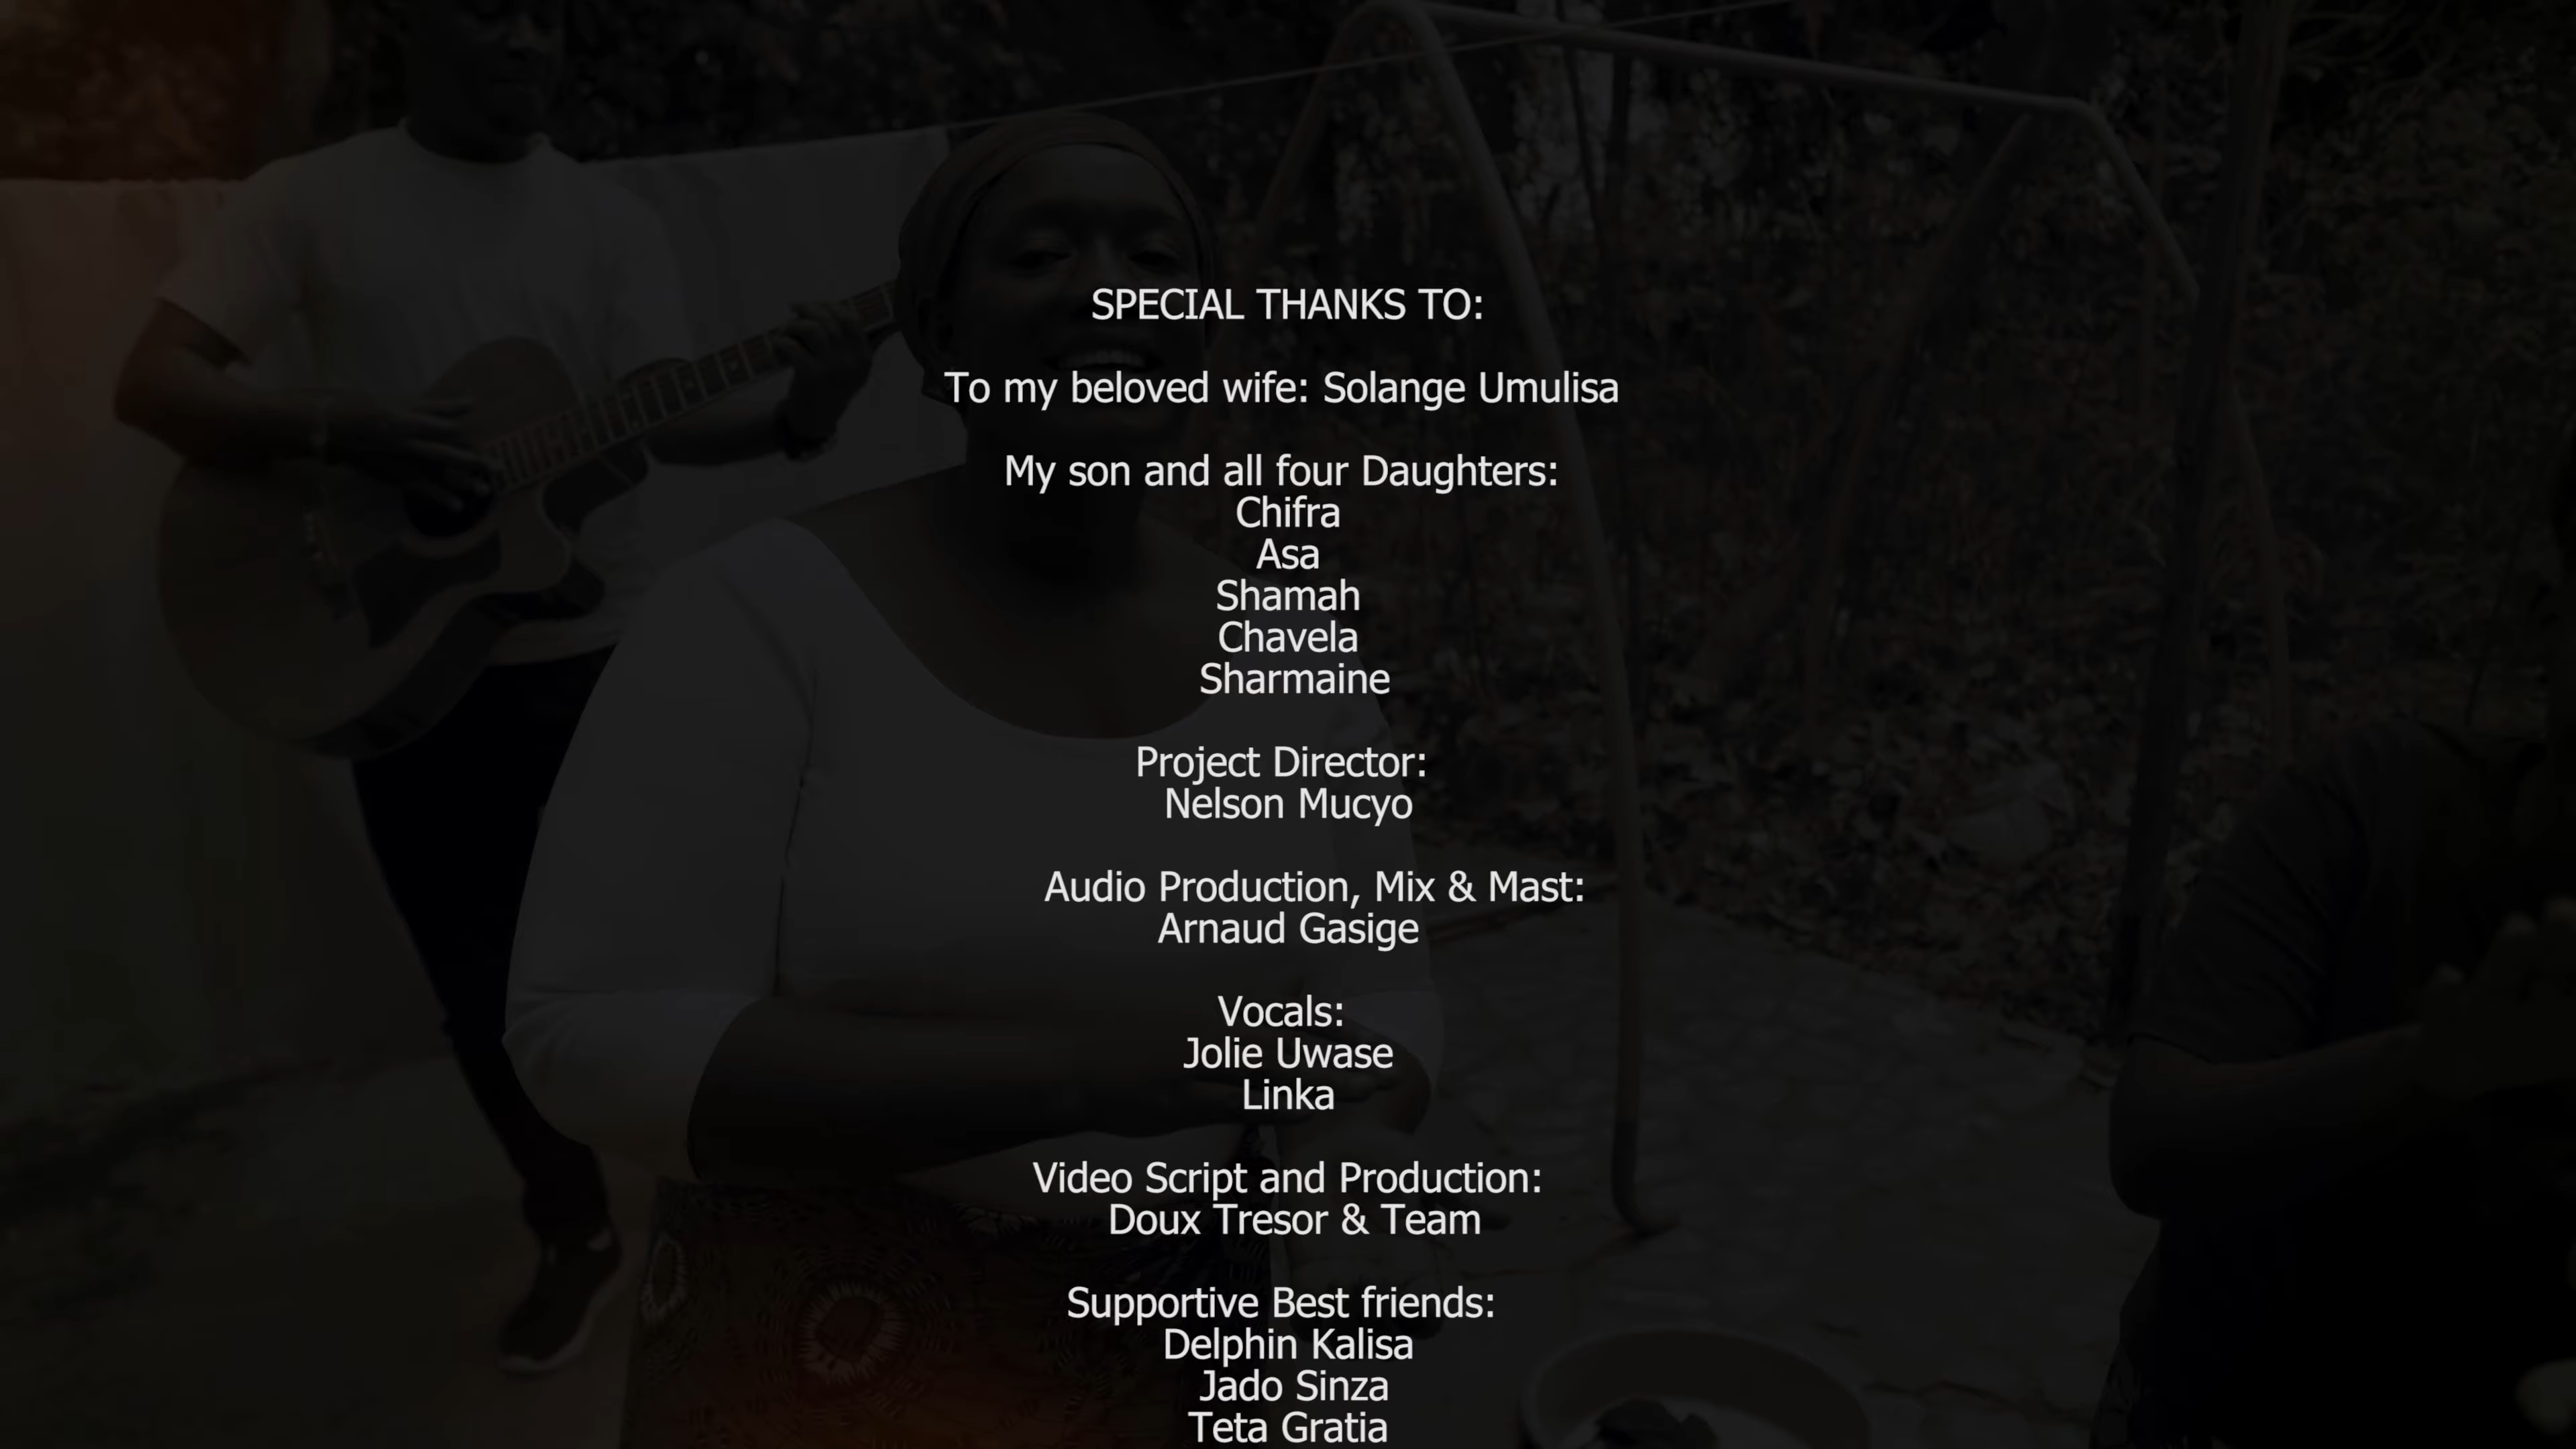 SPECIAL THANKS TO:
To my beloved wife: Solange Umulisa
My son and all four Daughters:
Chifra
Asa
Shamah
Chavela
Sharmaine
Project Director:
Nelson Mucyo
Audio Production, Mix & Mast:
Arnaud Gasige
Vocals:
Jolie Uwase
Linka
Video Script and Production:
Doux Tresor & Team
Supportive Best friends:
Delphin Kalisa
Jado Sinza
Teta Gratia